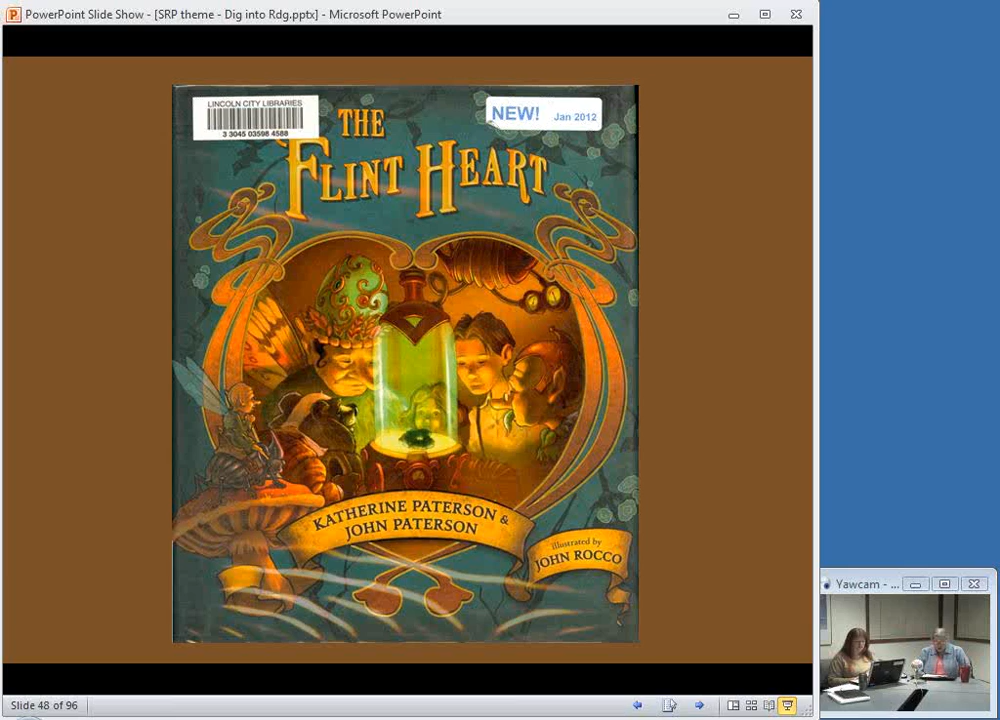 PowerPoint Slide Show - [SRP theme - Dig into Rdg.pptx] - Microsoft PowerPoint
LINCOLN CITY LIBRARIES
3 3045 03598 4588
NEW! Jan 2012
THE
FLINT HEART
KATHERINE PATERSON &
JOHN PATERSON
illustrated by
JOHN ROCCO
Yawcam - ...
Slide 48 of 96